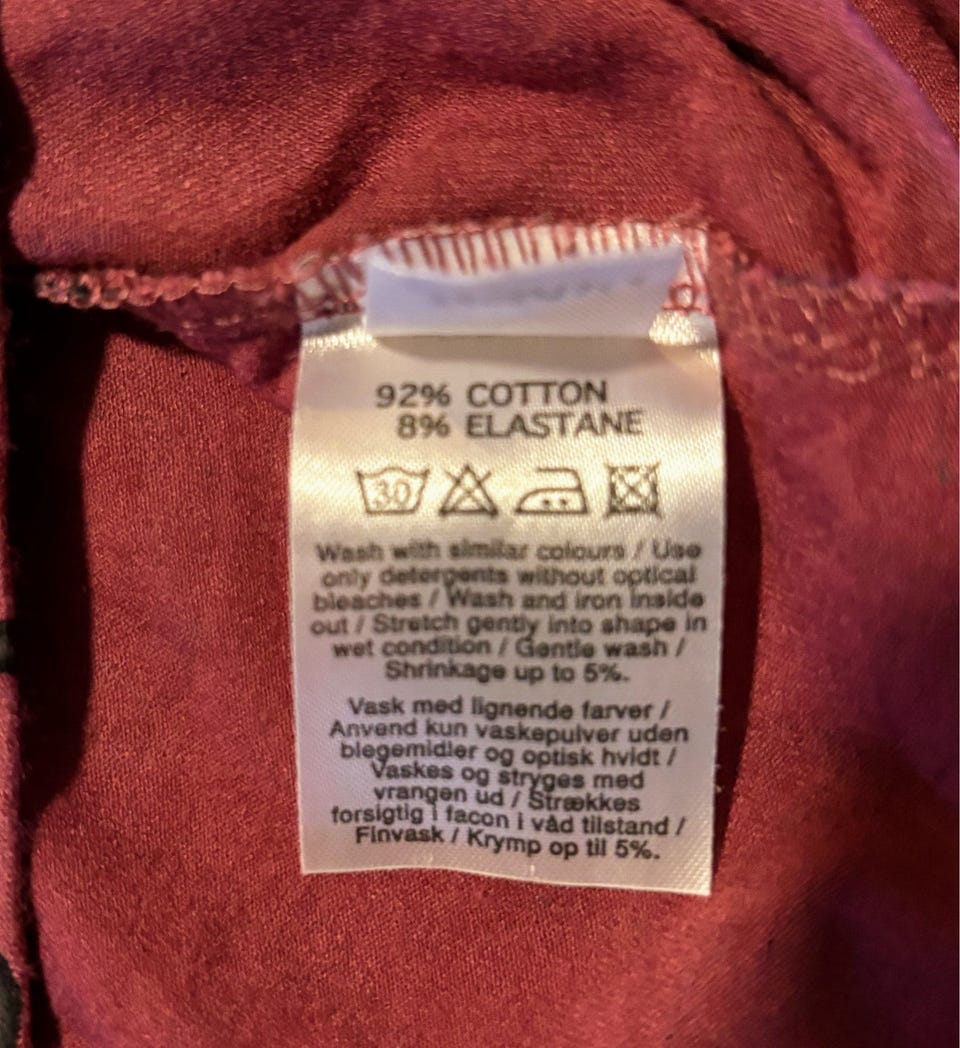 92% COTTON
8% ELASTANE
30
Wash with similar colours / Use
only detergents without optical
bleaches / Wash and iron inside
out / Stretch gently into shape in
wet condition / Gentle wash /
Shrinkage up to 5%.
Vask med lignende farver /
Anvend kun vaskepulver uden
blegemidler og optisk hvidt /
Vaskes og stryges med
vrangen ud / Strækkes
forsigtig i facon i våd tilstand /
Finvask / Krymp op til 5%.